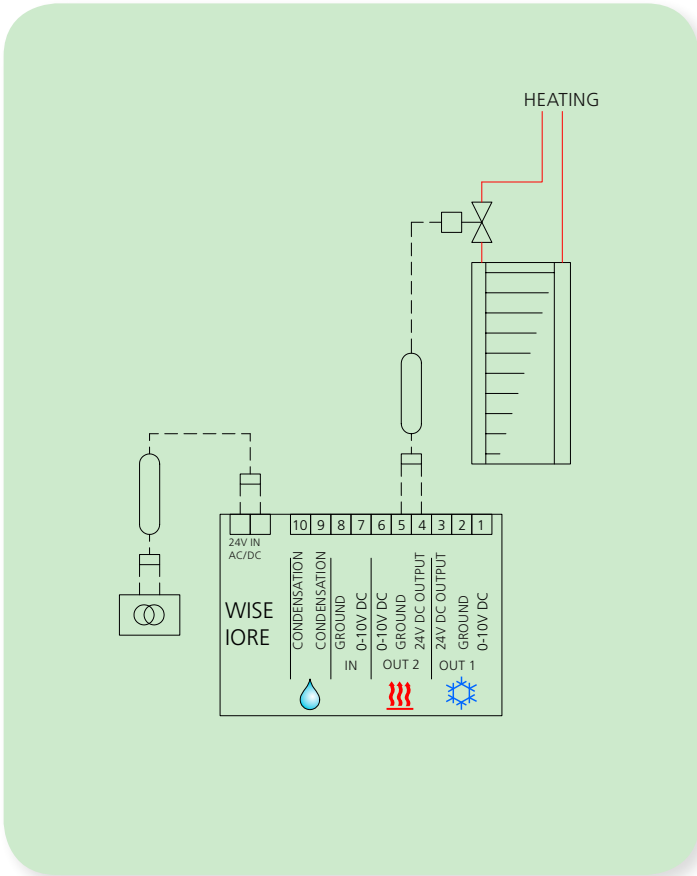 HEATING
10 9 8 7 6 5 4 3 2 1
24V IN
AC/DC
WISE
IORE
CONDENSATION
CONDENSATION
GROUND
0-10V DC
0-10V DC
GROUND
24V DC OUTPUT
24V DC OUTPUT
GROUND
0-10V DC
IN
OUT 2
OUT 1